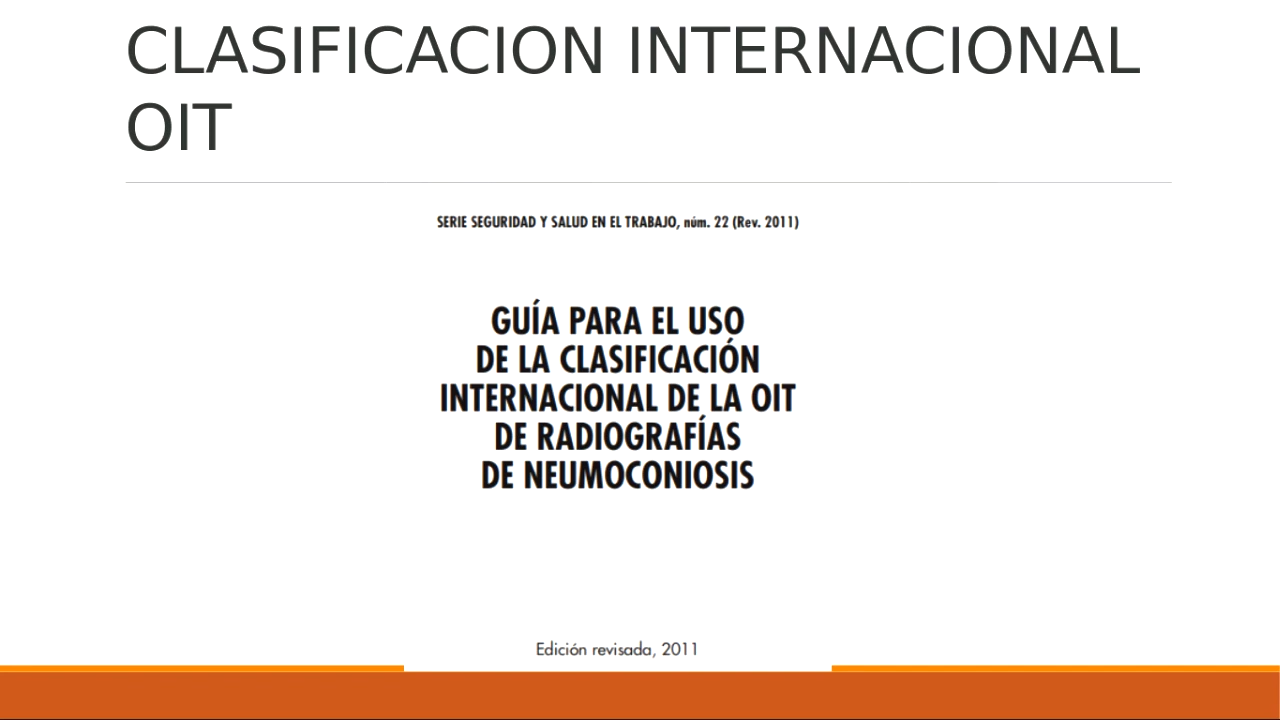 CLASIFICACION INTERNACIONAL
OIT
SERIE SEGURIDAD Y SALUD EN EL TRABAJO, núm. 22 (Rev. 2011)
GUÍA PARA EL USO
DE LA CLASIFICACIÓN
INTERNACIONAL DE LA OIT
DE RADIOGRAFÍAS
DE NEUMOCONIOSIS
Edición revisada, 2011